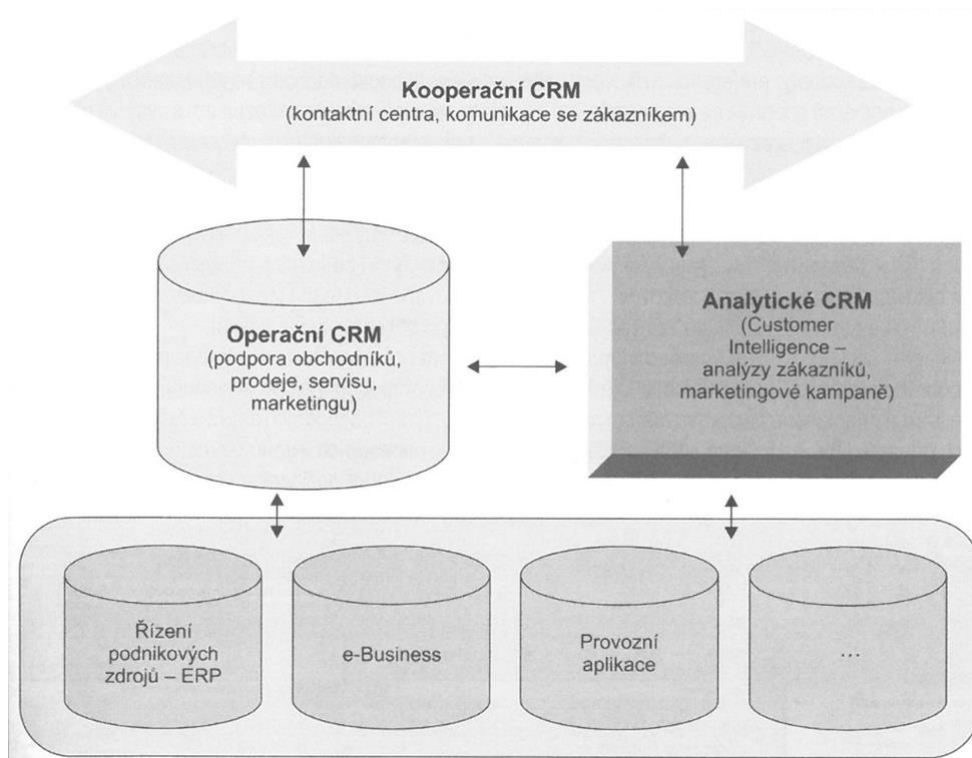 Kooperační CRM
(kontaktní centra, komunikace se zákazníkem)
Operační CRM
(podpora obchodníků,
prodeje, servisu,
marketingu)
Analytické CRM
(Customer
Intelligence –
analýzy zákazníků,
marketingové kampaně)
Řízení
podnikových
zdrojů – ERP
e-Business
Provozní
aplikace
...